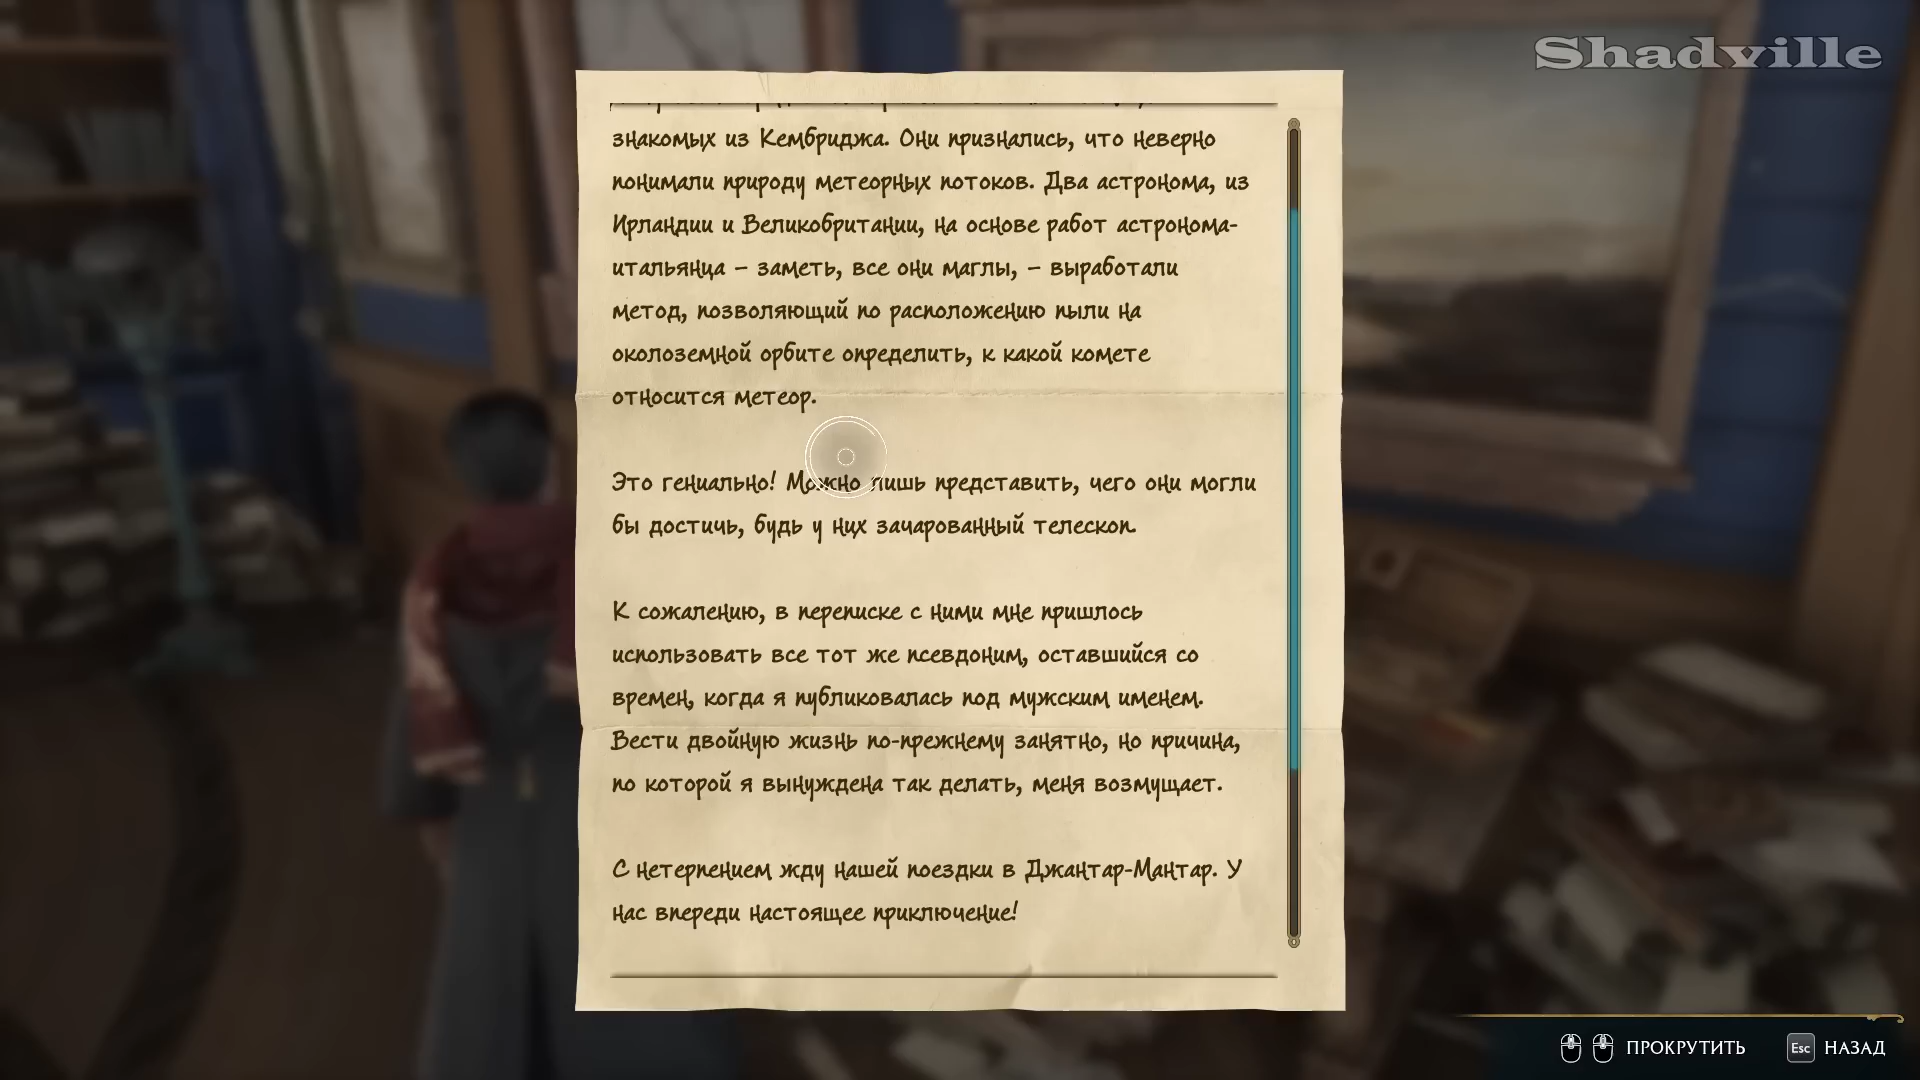 Shadville
знакомых из Кембриджа. Они признались, что неверно
понимали природу метеорных потоков. Два астронома, из
Ирландии и Великобритании, на основе работ астронома-
итальянца – заметь, все они маглы, – выработали
метод, позволяющий по расположению пыли на
околоземной орбите определить, к какой комете
относится метеор.
Это гениально! Можно лишь представить, чего они могли
бы достичь, будь у них зачарованный телескоп.
К сожалению, в переписке с ними мне пришлось
использовать все тот же псевдоним, оставшийся со
времен, когда я публиковалась под мужским именем.
Вести двойную жизнь по-прежнему занятно, но причина,
по которой я вынуждена так делать, меня возмущает.
С нетерпением жду нашей поездки в Джантар-Мантар. У
нас впереди настоящее приключение!
ПРОКРУТИТЬ Esc НАЗАД